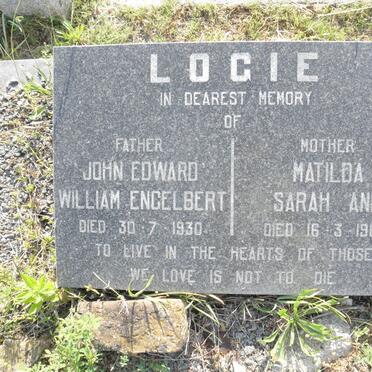 LOGIE
IN DEAREST MEMORY
OF
FATHER
JOHN EDWARD
WILLIAM ENGELBERT
DIED 30-7-1930
MOTHER
MATILDA
SARAH
DIED 16-3-
TO LIVE IN THE HEARTS OF THOSE
WE LOVE IS NOT TO DIE